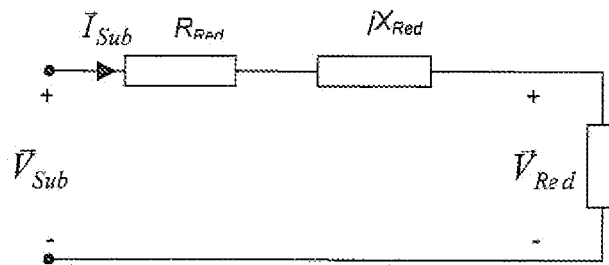 I_Sub R_Red jX_Red
+ +
V_Sub V_Red
- -